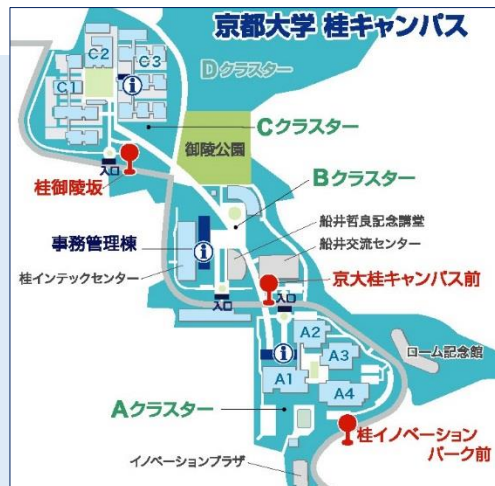 京都大学 桂キャンパス
C2
C3
C1
Dクラスター
Cクラスター
御陵公園
入口
桂御陵坂
Bクラスター
事務管理棟
船井哲良記念講堂
船井交流センター
桂インテックセンター
京大桂キャンパス前
入口
入口
A2
A3
A1
A4
ローム記念館
Aクラスター
桂イノベーション
パーク前
イノベーションプラザ